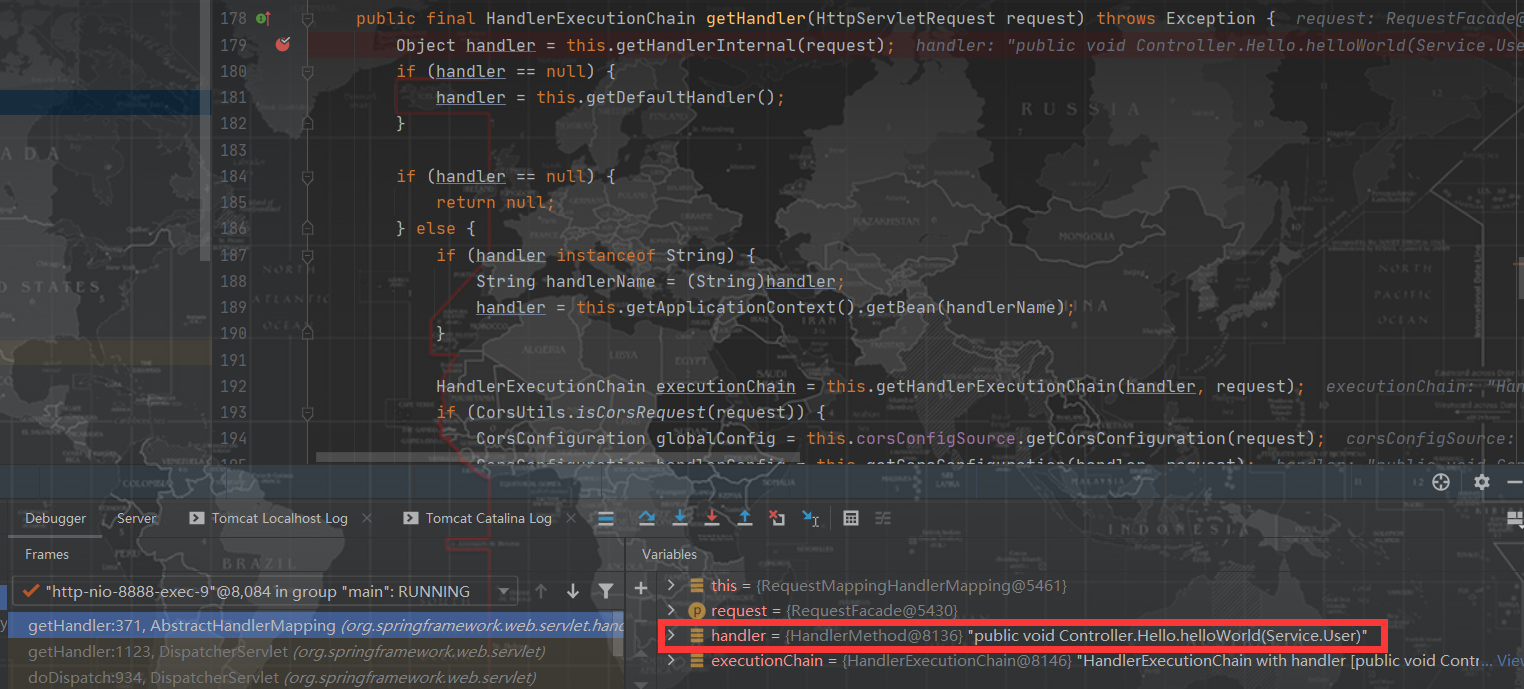 178 public final HandlerExecutionChain getHandler(HttpServletRequest request) throws Exception { request: RequestFacade@
179 Object handler = this.getHandlerInternal(request); handler: "public void Controller.Hello.helloWorld(Service.Use
180 if (handler == null) {
181 handler = this.getDefaultHandler();
182 }
183
184 if (handler == null) {
185 return null;
186 } else {
187 if (handler instanceof String) {
188 String handlerName = (String)handler;
189 handler = this.getApplicationContext().getBean(handlerName);
190 }
191
192 HandlerExecutionChain executionChain = this.getHandlerExecutionChain(handler, request); executionChain: "Han
193 if (CorsUtils.isCorsRequest(request)) {
194 CorsConfiguration globalConfig = this.corsConfigSource.getCorsConfiguration(request); corsConfigSource:
RUSSIA
KAZAKHSTAN
MONGOLIA
NORTH
PACIFIC
OCEAN
ALGERIA
LIBYA
EGYPT
IRAN
BRAZIL
INDONESIA
Debugger Server Tomcat Localhost Log Tomcat Catalina Log
Frames Variables
"http-nio-8888-exec-9"@8,084 in group "main": RUNNING
getHandler:371, AbstractHandlerMapping (org.springframework.web.servlet.hand
getHandler:1123, DispatcherServlet (org.springframework.web.servlet)
doDispatch:934, DispatcherServlet (org.springframework.web.servlet)
this = {RequestMappingHandlerMapping@5461}
p request = {RequestFacade@5430}
handler = {HandlerMethod@8136} "public void Controller.Hello.helloWorld(Service.User)"
executionChain = {HandlerExecutionChain@8146} "HandlerExecutionChain with handler [public void Contr... View